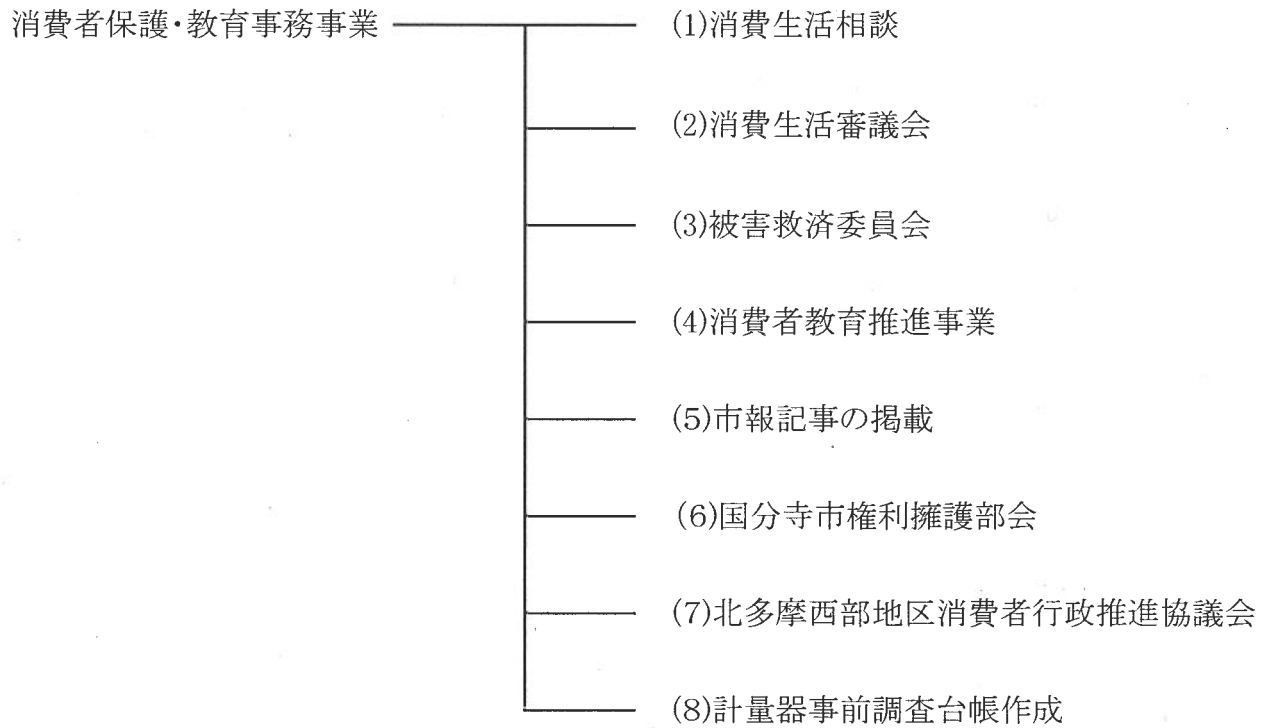 消費者保護・教育事務事業
(1)消費生活相談
(2)消費生活審議会
(3)被害救済委員会
(4)消費者教育推進事業
(5)市報記事の掲載
(6)国分寺市権利擁護部会
(7)北多摩西部地区消費者行政推進協議会
(8)計量器事前調査台帳作成